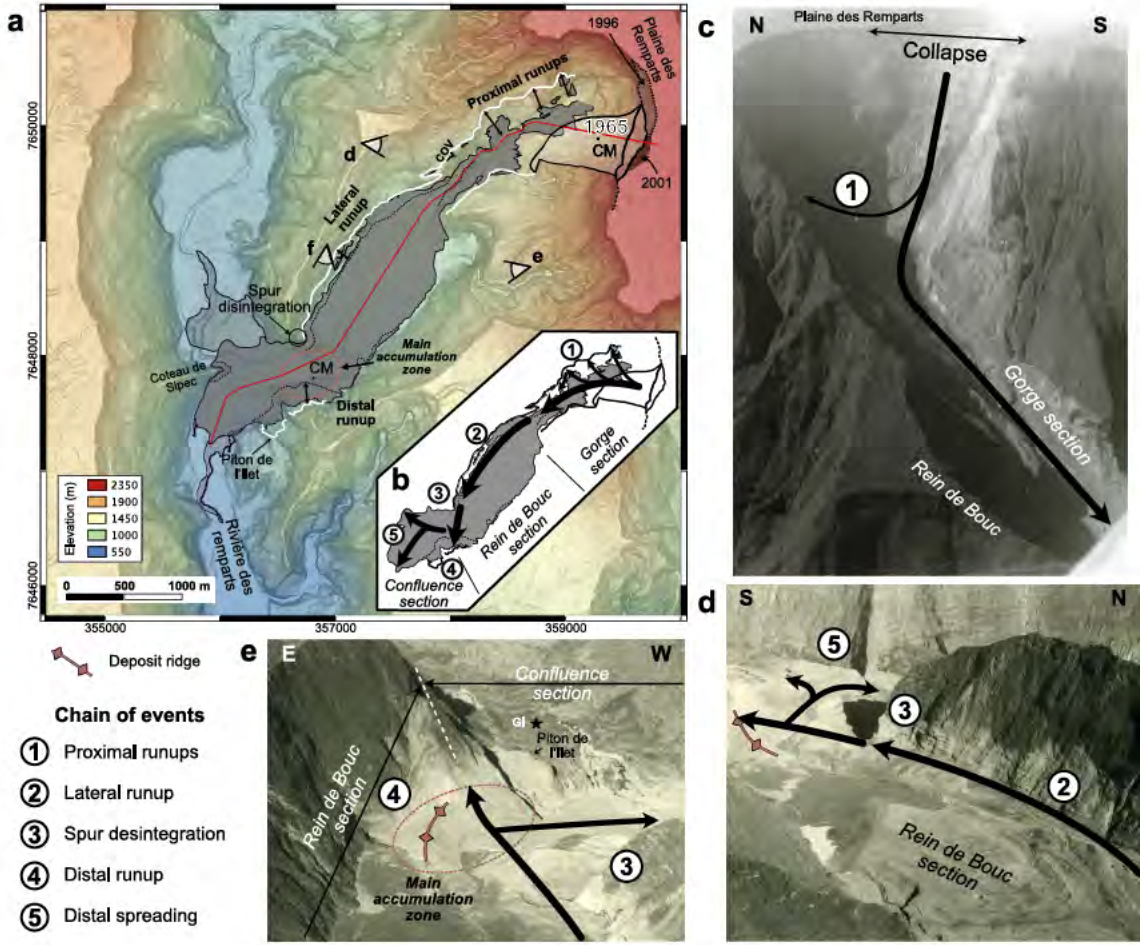 a
1996
Plaine des
Remparts
Proximal runups
1965
CM
2001
COV
d
Lateral
runup
f
e
Spur
disintegration
Main
accumulation
zone
Coteau de
Sipec
CM
Distal
runup
Piton de
l'Ilet
Rivière des
remparts
7650000
7648000
7646000
355000
357000
359000
Elevation (m)
2350
1900
1450
1000
550
0
500
1000 m
b
1
2
3
4
5
Gorge
section
Rein de Bouc
section
Confluence
section
c
N
Plaine des Remparts
S
Collapse
1
Gorge section
Rein de Bouc
d
S
N
5
3
2
Rein de Bouc
section
e
E
W
Confluence
section
GI
Piton de
l'Ilet
Rein de Bouc
section
4
3
Main
accumulation
zone
Deposit ridge
Chain of events
1 Proximal runups
2 Lateral runup
3 Spur desintegration
4 Distal runup
5 Distal spreading